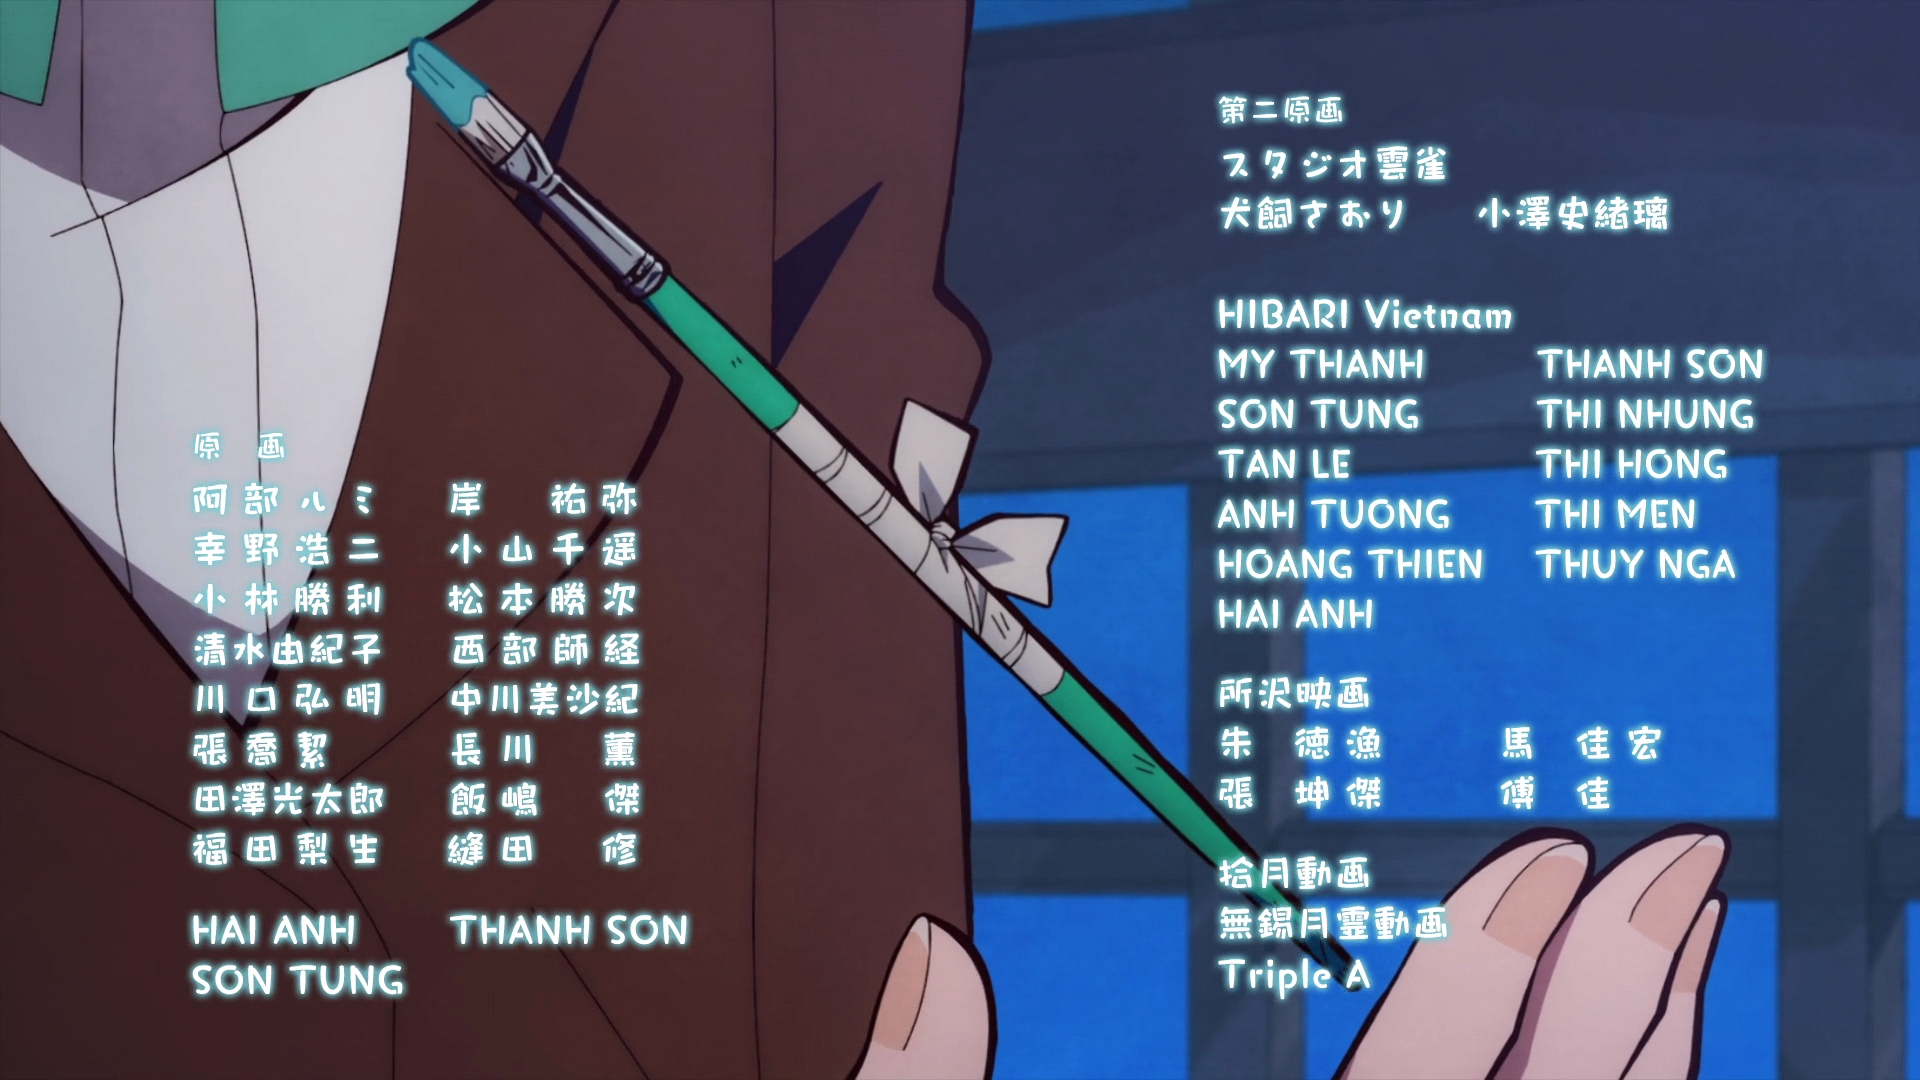 原 画
阿部ルミ 岸 祐弥
幸野浩二 小山千遥
小林勝利 松本勝次
清水由紀子 西部師経
川口弘明 中川美沙紀
張喬絜 長川 薫
田澤光太郎 飯嶋 傑
福田梨生 縫田 修
HAI ANH THANH SON
SON TUNG
第二原画
スタジオ雲雀
犬飼さおり 小澤史緒璃
HIBARI Vietnam
MY THANH THANH SON
SON TUNG THI NHUNG
TAN LE THI HONG
ANH TUONG THI MEN
HOANG THIEN THUY NGA
HAI ANH
所沢映画
朱 徳漁 馬 佳宏
張 坤傑 傅 佳
拾月動画
無錫月霊動画
Triple A